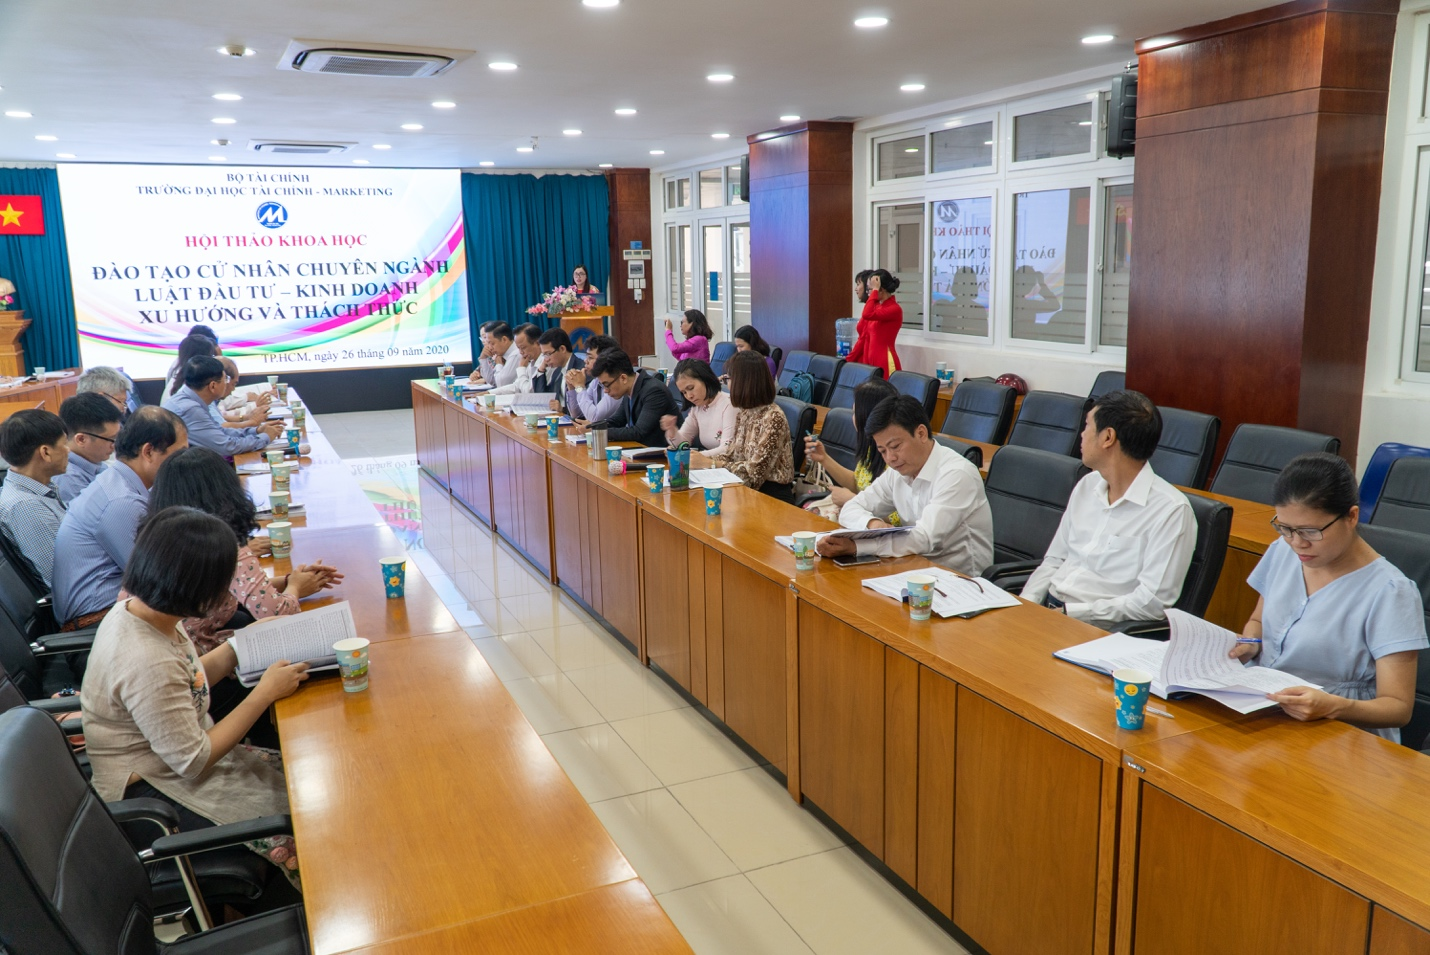 BỘ TÀI CHÍNH
TRƯỜNG ĐẠI HỌC TÀI CHÍNH - MARKETING
HỘI THẢO KHOA HỌC
ĐÀO TẠO CỬ NHÂN CHUYÊN NGÀNH
LUẬT ĐẦU TƯ – KINH DOANH
XU HƯỚNG VÀ THÁCH THỨC
TP.HCM, ngày 26 tháng 09 năm 2020